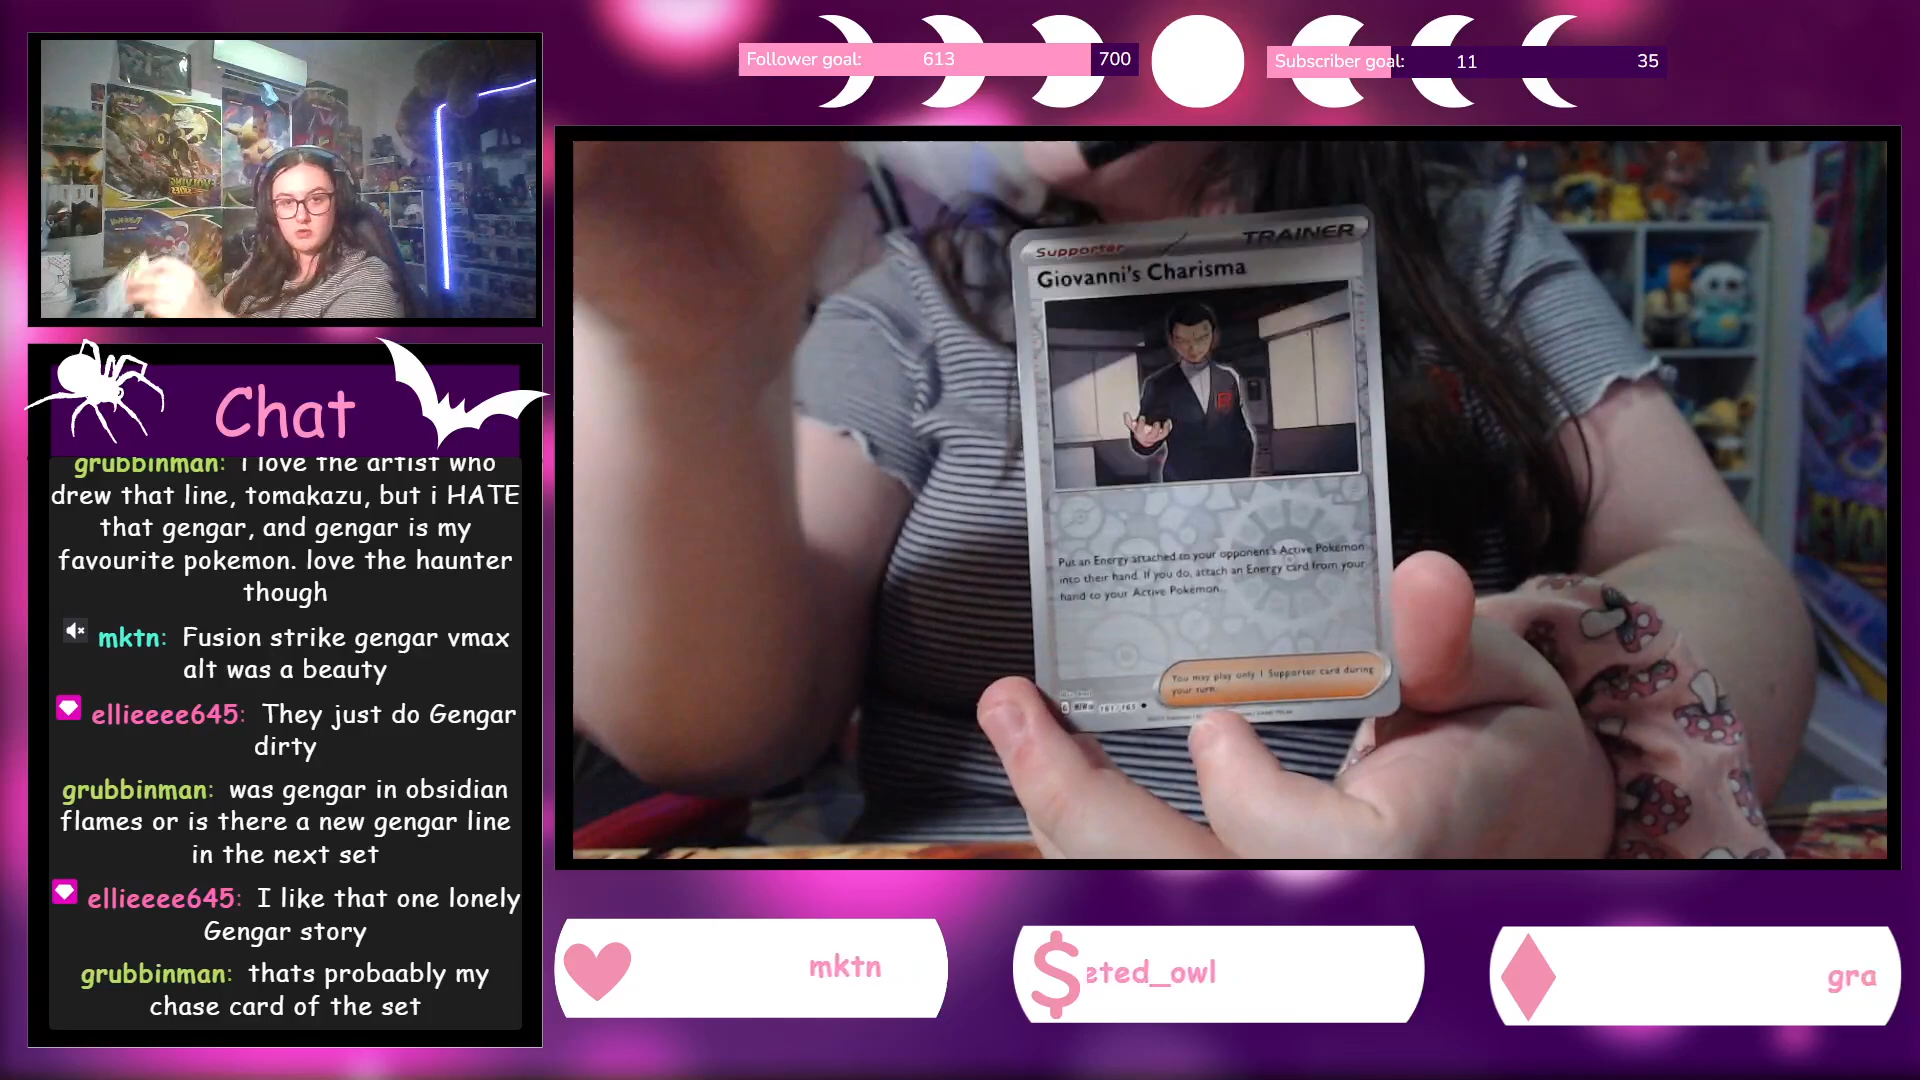 Follower goal: 613 700
Subscriber goal: 11 35
Supporter TRAINER
Giovanni's Charisma
Put an Energy attached to your opponent's Active Pokémon
into their hand. If you do, attach an Energy card from your
hand to your Active Pokémon.
You may play only 1 Supporter card during
your turn.
161/165
Chat
grubbinman: i love the artist who
drew that line, tomakazu, but i HATE
that gengar, and gengar is my
favourite pokemon. love the haunter
though
mktn: Fusion strike gengar vmax
alt was a beauty
ellieeee645: They just do Gengar
dirty
grubbinman: was gengar in obsidian
flames or is there a new gengar line
in the next set
ellieeee645: I like that one lonely
Gengar story
grubbinman: thats probaably my
chase card of the set
mktn
$ eted_owl
gra